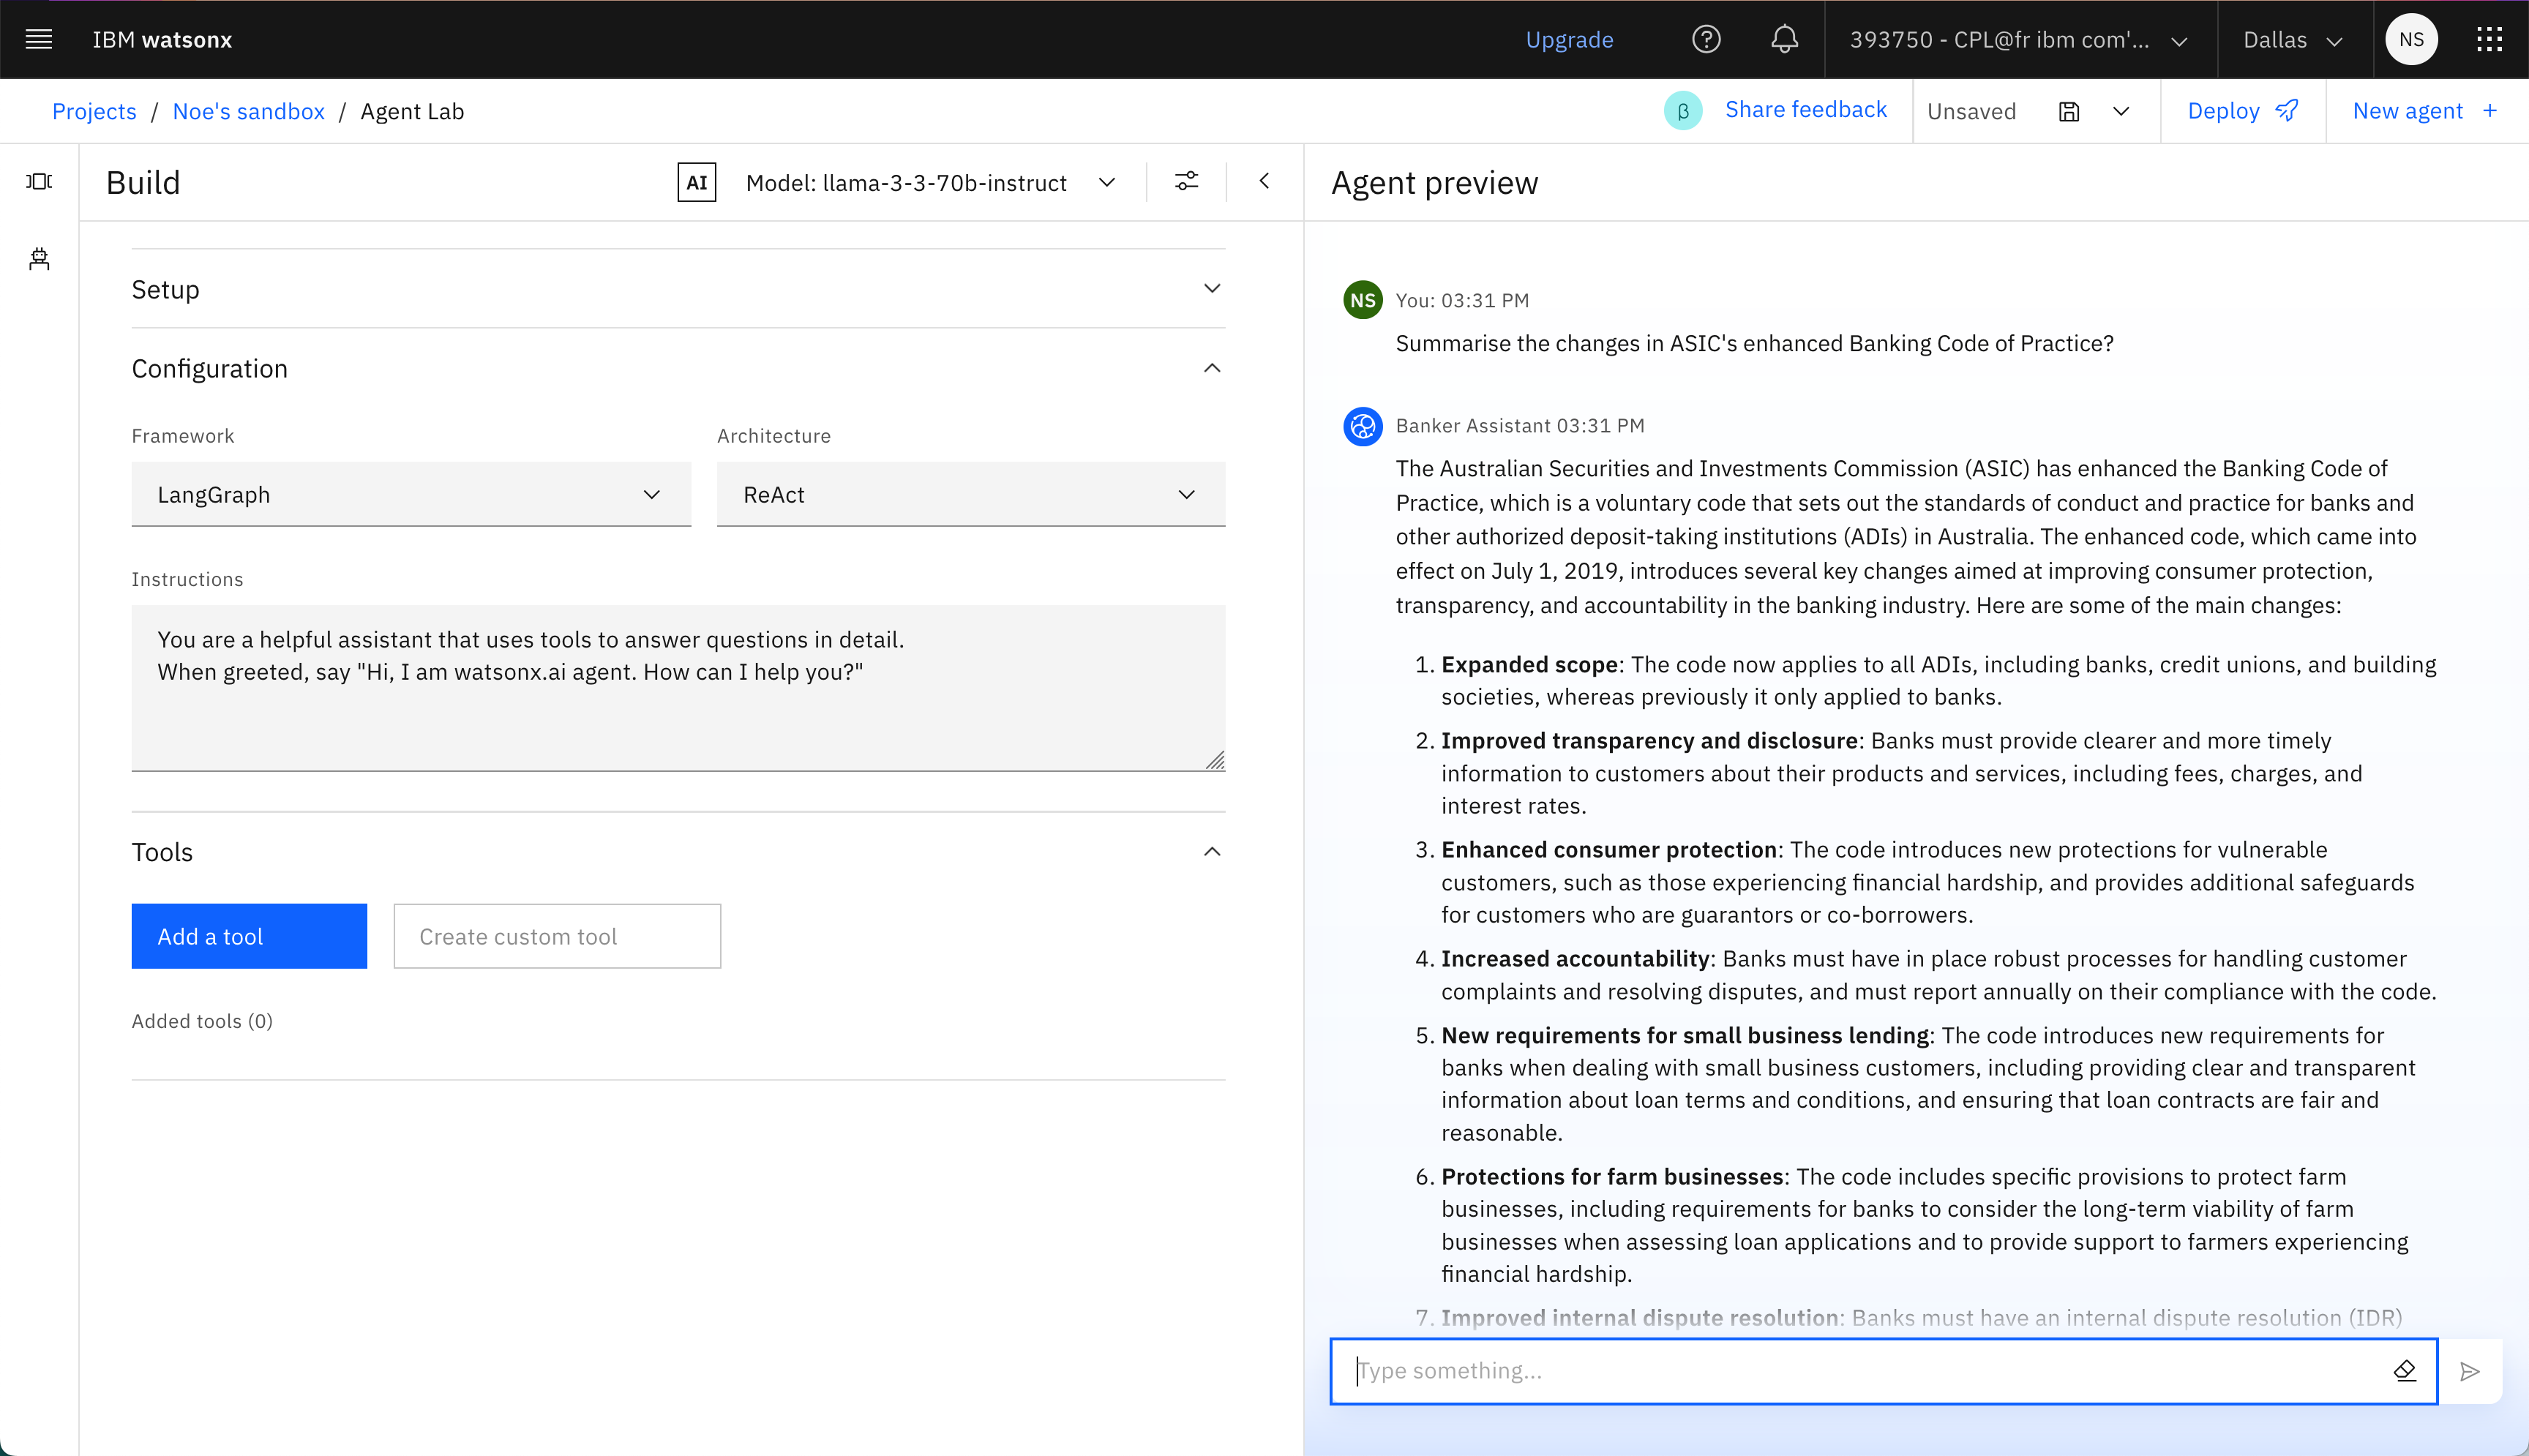 IBM watsonx
Upgrade
393750 - CPL@fr ibm com'...
Dallas
NS
Projects / Noe's sandbox / Agent Lab
β
Share feedback
Unsaved
Deploy
New agent +
Build
AI
Model: llama-3-3-70b-instruct
Setup
Configuration
Framework
Architecture
LangGraph
ReAct
Instructions
You are a helpful assistant that uses tools to answer questions in detail.
When greeted, say "Hi, I am watsonx.ai agent. How can I help you?"
Tools
Add a tool
Create custom tool
Added tools (0)
Agent preview
NS
You: 03:31 PM
Summarise the changes in ASIC's enhanced Banking Code of Practice?
Banker Assistant 03:31 PM
The Australian Securities and Investments Commission (ASIC) has enhanced the Banking Code of
Practice, which is a voluntary code that sets out the standards of conduct and practice for banks and
other authorized deposit-taking institutions (ADIs) in Australia. The enhanced code, which came into
effect on July 1, 2019, introduces several key changes aimed at improving consumer protection,
transparency, and accountability in the banking industry. Here are some of the main changes:
1. Expanded scope: The code now applies to all ADIs, including banks, credit unions, and building
societies, whereas previously it only applied to banks.
2. Improved transparency and disclosure: Banks must provide clearer and more timely
information to customers about their products and services, including fees, charges, and
interest rates.
3. Enhanced consumer protection: The code introduces new protections for vulnerable
customers, such as those experiencing financial hardship, and provides additional safeguards
for customers who are guarantors or co-borrowers.
4. Increased accountability: Banks must have in place robust processes for handling customer
complaints and resolving disputes, and must report annually on their compliance with the code.
5. New requirements for small business lending: The code introduces new requirements for
banks when dealing with small business customers, including providing clear and transparent
information about loan terms and conditions, and ensuring that loan contracts are fair and
reasonable.
6. Protections for farm businesses: The code includes specific provisions to protect farm
businesses, including requirements for banks to consider the long-term viability of farm
businesses when assessing loan applications and to provide support to farmers experiencing
financial hardship.
7. Improved internal dispute resolution: Banks must have an internal dispute resolution (IDR)
Type something...